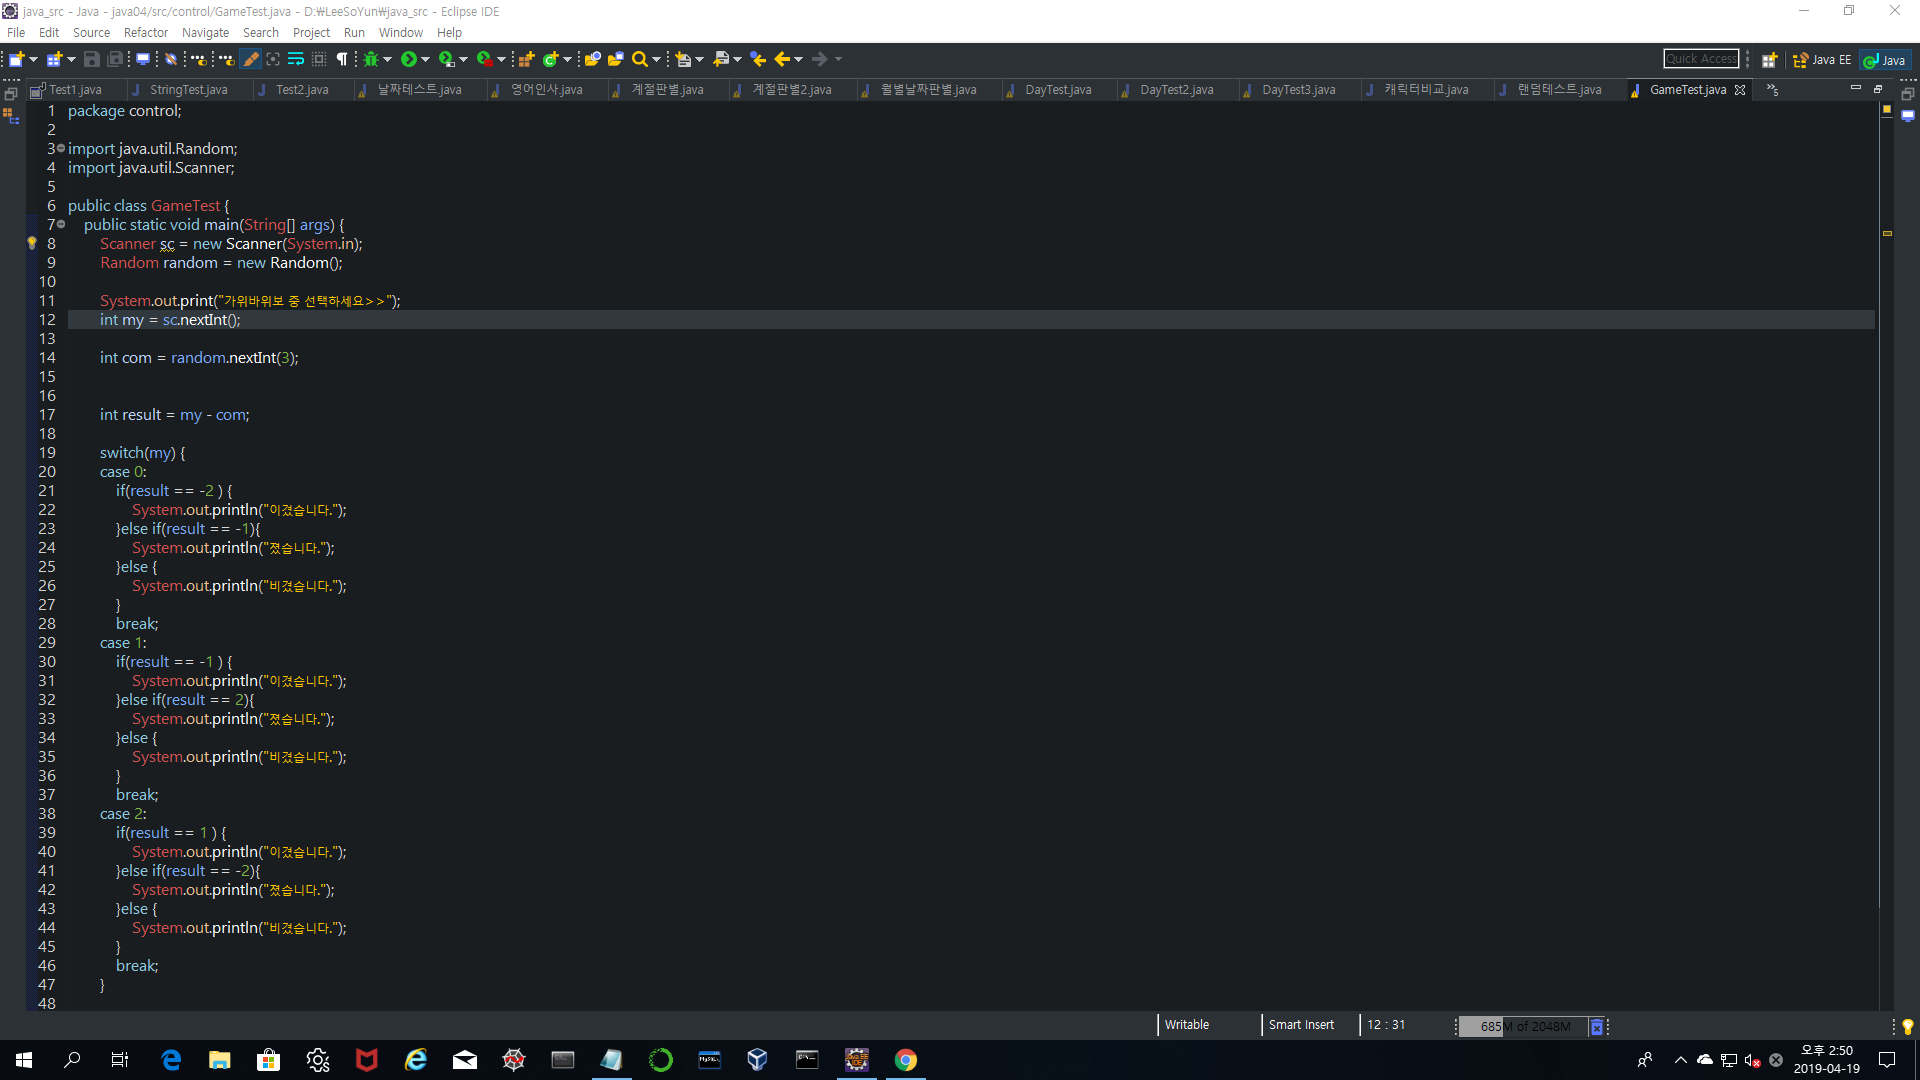 java_src - Java - java04/src/control/GameTest.java - D:₩LeeSoYun₩java_src - Eclipse IDE
File Edit Source Refactor Navigate Search Project Run Window Help
Quick Access Java EE Java
Test1.java StringTest.java Test2.java 날짜테스트.java 영어인사.java 계절판별.java 계절판별2.java 월별날짜판별.java DayTest.java DayTest2.java DayTest3.java 캐릭터비교.java 랜덤테스트.java GameTest.java »5
1 package control;
2
3 import java.util.Random;
4 import java.util.Scanner;
5
6 public class GameTest {
7 public static void main(String[] args) {
8 Scanner sc = new Scanner(System.in);
9 Random random = new Random();
10
11 System.out.print("가위바위보 중 선택하세요>>");
12 int my = sc.nextInt();
13
14 int com = random.nextInt(3);
15
16
17 int result = my - com;
18
19 switch(my) {
20 case 0:
21 if(result == -2 ) {
22 System.out.println("이겼습니다.");
23 }else if(result == -1){
24 System.out.println("졌습니다.");
25 }else {
26 System.out.println("비겼습니다.");
27 }
28 break;
29 case 1:
30 if(result == -1 ) {
31 System.out.println("이겼습니다.");
32 }else if(result == 2){
33 System.out.println("졌습니다.");
34 }else {
35 System.out.println("비겼습니다.");
36 }
37 break;
38 case 2:
39 if(result == 1 ) {
40 System.out.println("이겼습니다.");
41 }else if(result == -2){
42 System.out.println("졌습니다.");
43 }else {
44 System.out.println("비겼습니다.");
45 }
46 break;
47 }
48
Writable Smart Insert 12 : 31 685M of 2048M
오후 2:50
2019-04-19